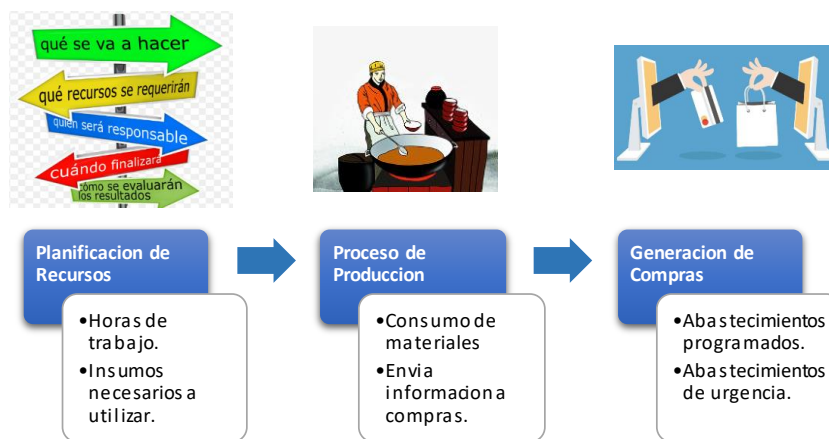 qué se va a hacer
qué recursos se requerirán
quién será responsable
cuándo finalizará
cómo se evaluarán
los resultados
Planificacion de
Recursos
•Horas de
trabajo.
•Insumos
necesarios a
utilizar.
Proceso de
Produccion
•Consumo de
materiales
•Envia
informacion a
compras.
Generacion de
Compras
•Abastecimientos
programados.
•Abastecimientos
de urgencia.